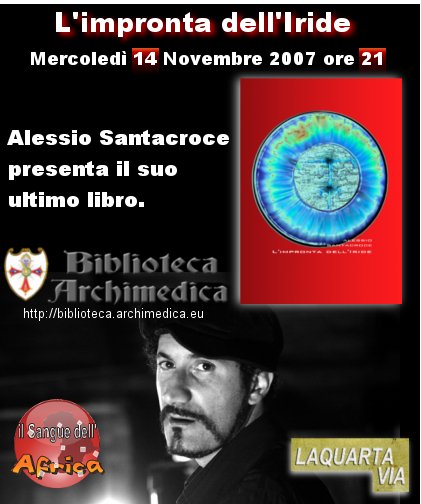 L'impronta dell'Iride
Mercoledì 14 Novembre 2007 ore 21
Alessio Santacroce
presenta il suo
ultimo libro.
ALESSIO
SANTACROCE
L'IMPRONTA DELL'IRIDE
Biblioteca
Archimedica
http://biblioteca.archimedica.eu
il Sangue dell'
Africa
LAQUARTA
VIA